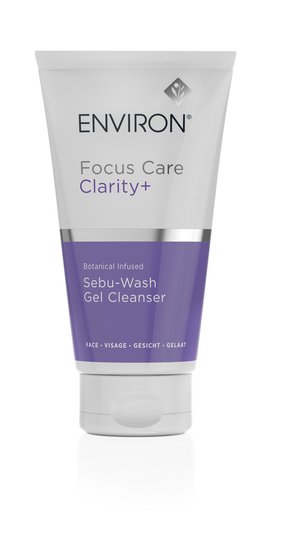 ENVIRON®
Focus Care
Clarity+
Botanical Infused
Sebu-Wash
Gel Cleanser
FACE • VISAGE • GESICHT • GELAAT